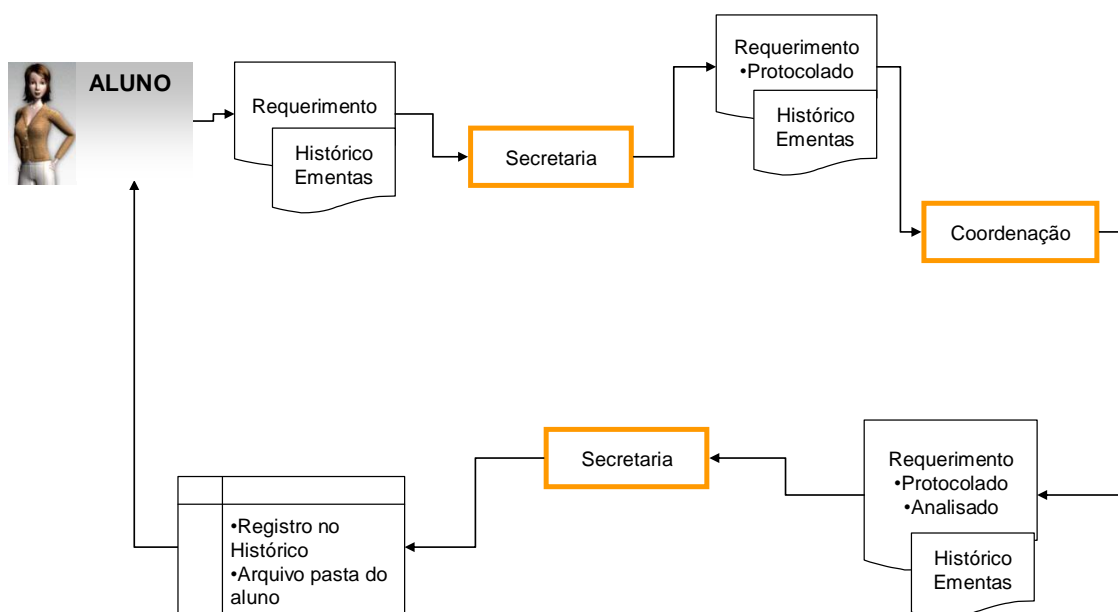 ALUNO
Requerimento
Histórico
Ementas
Secretaria
Requerimento
•Protocolado
Histórico
Ementas
Coordenação
Requerimento
•Protocolado
•Analisado
Histórico
Ementas
Secretaria
•Registro no
Histórico
•Arquivo pasta do
aluno